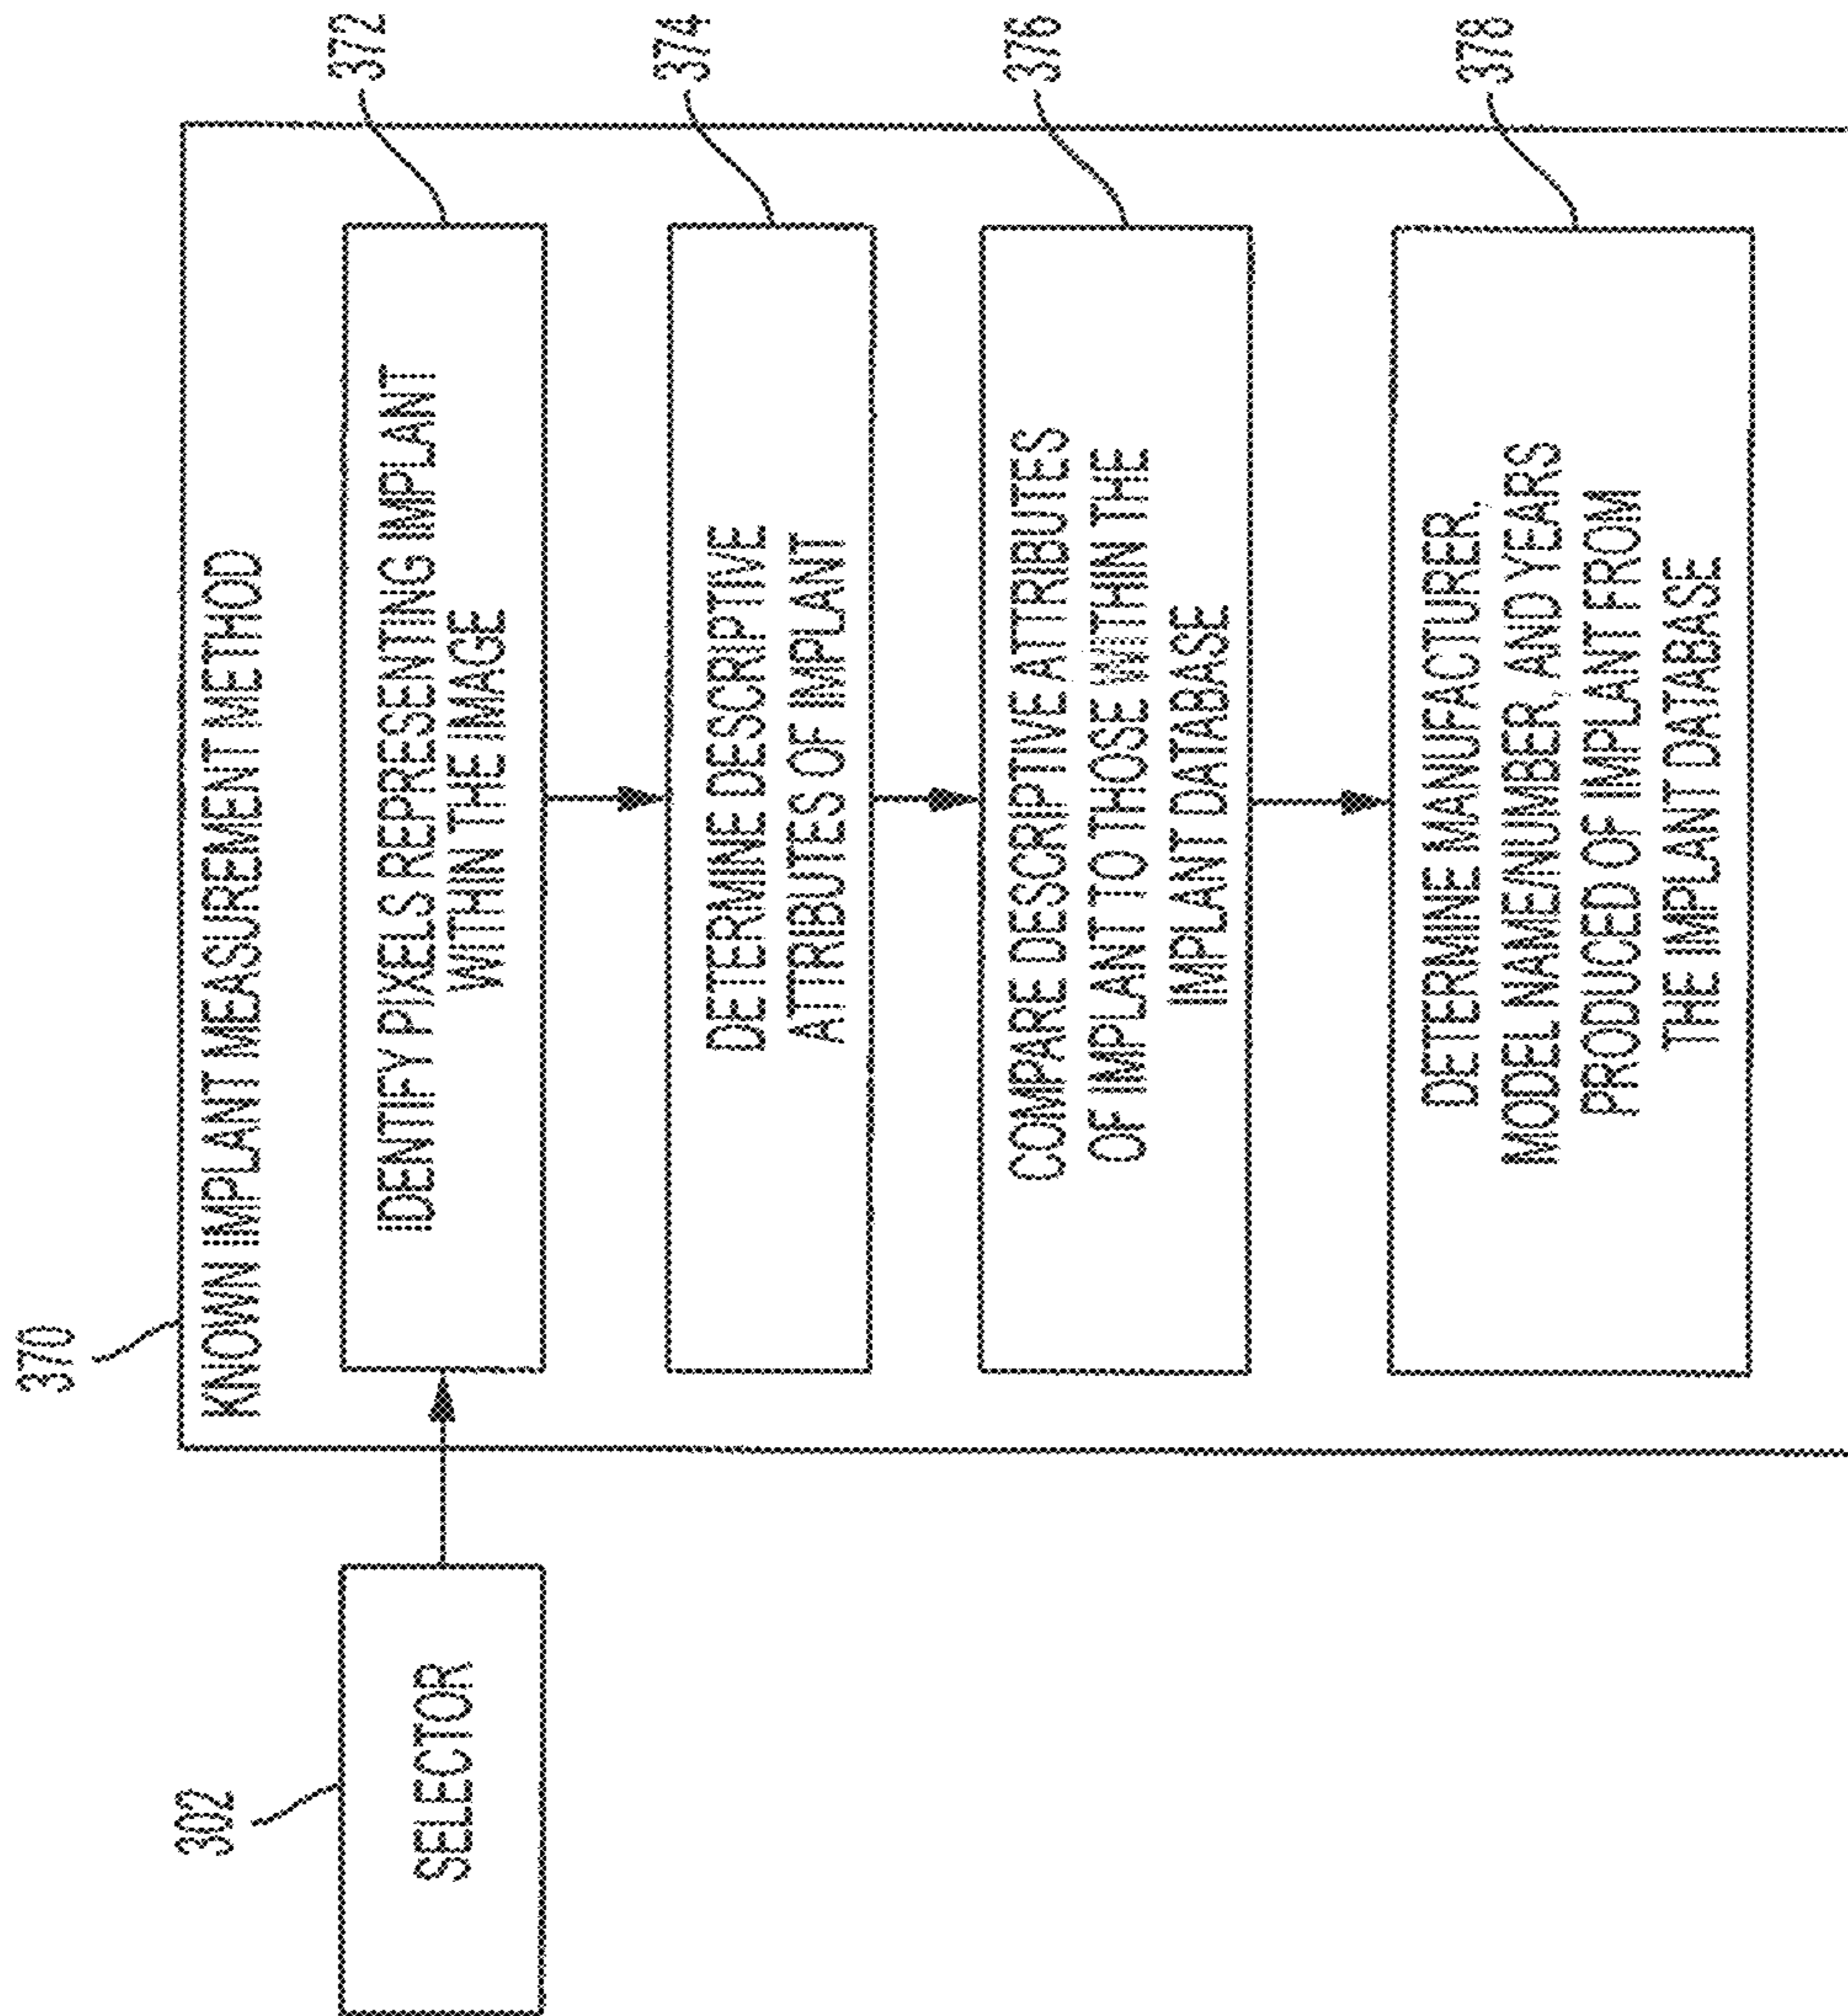 370
KNOWN IMPLANT MEASUREMENT METHOD
302
SELECTOR
IDENTIFY PIXELS REPRESENTING IMPLANT
WITHIN THE IMAGE
372
DETERMINE DESCRIPTIVE
ATTRIBUTES OF IMPLANT
374
COMPARE DESCRIPTIVE ATTRIBUTES
OF IMPLANT TO THOSE WITHIN THE
IMPLANT DATABASE
376
DETERMINE MANUFACTURER,
MODEL NAME/NUMBER, AND YEARS
PRODUCED OF IMPLANT FROM
THE IMPLANT DATABASE
378